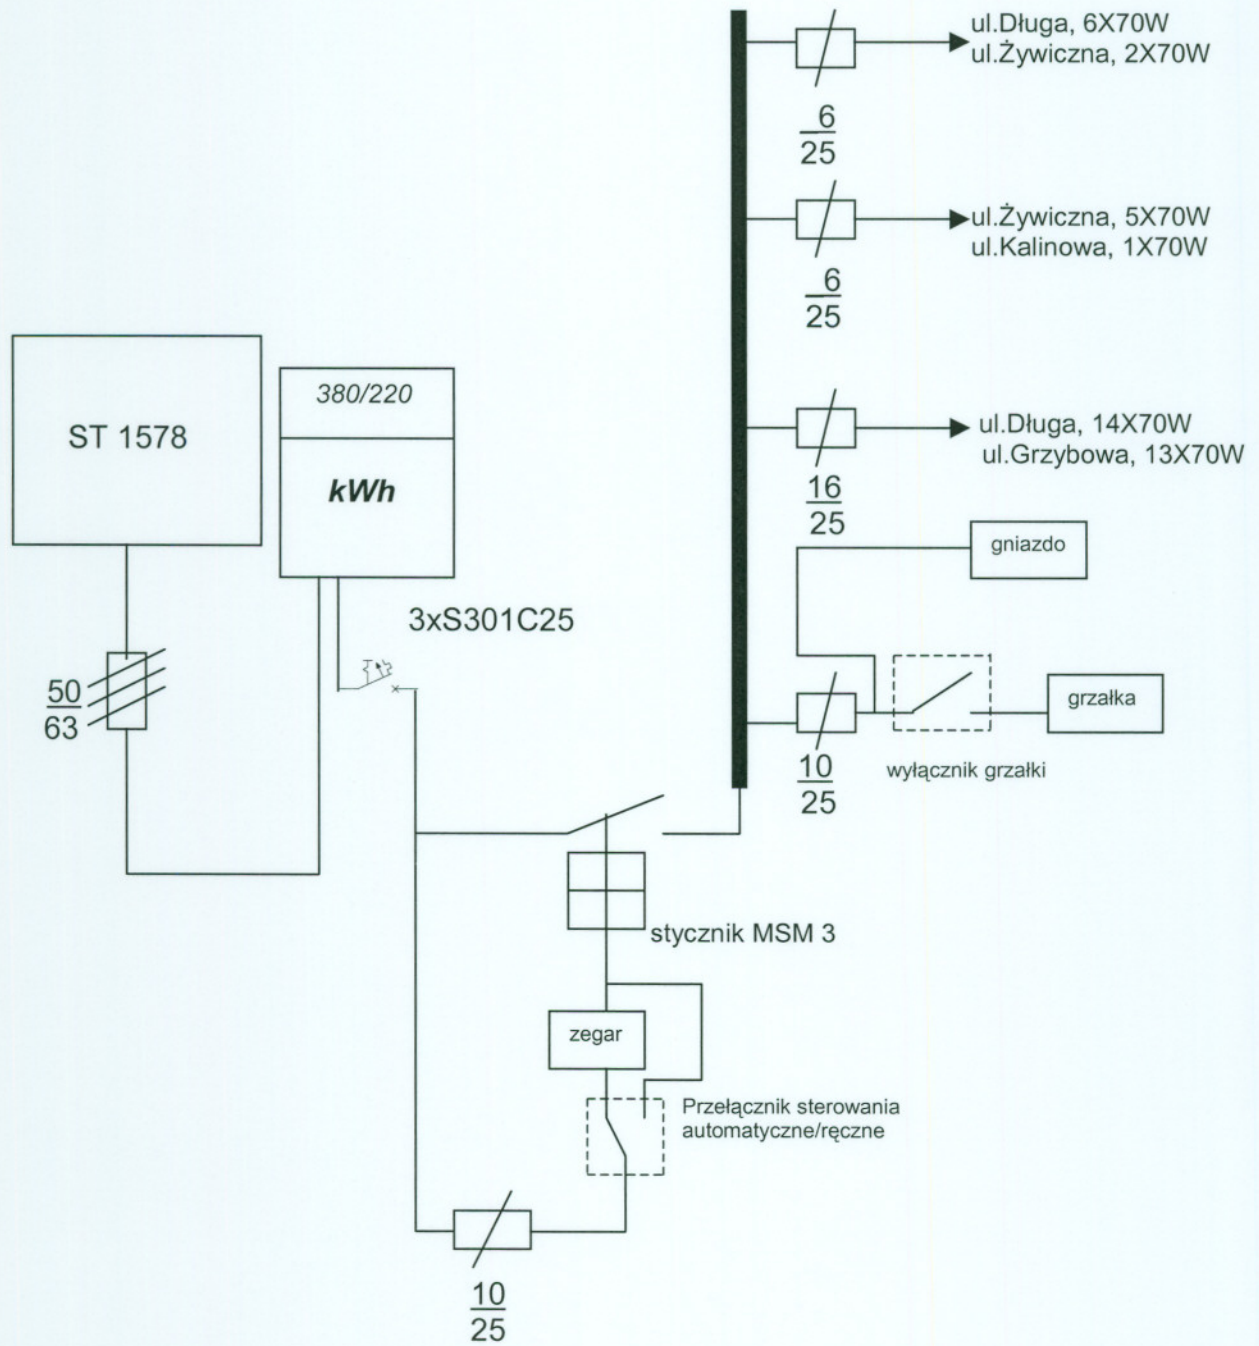 ul.Długa, 6X70W
ul.Żywiczna, 2X70W
6
25
ul.Żywiczna, 5X70W
ul.Kalinowa, 1X70W
6
25
ST 1578
380/220
kWh
ul.Długa, 14X70W
ul.Grzybowa, 13X70W
16
25
gniazdo
3xS301C25
50
63
grzałka
10
25
wyłącznik grzałki
stycznik MSM 3
zegar
Przełącznik sterowania
automatyczne/ręczne
10
25